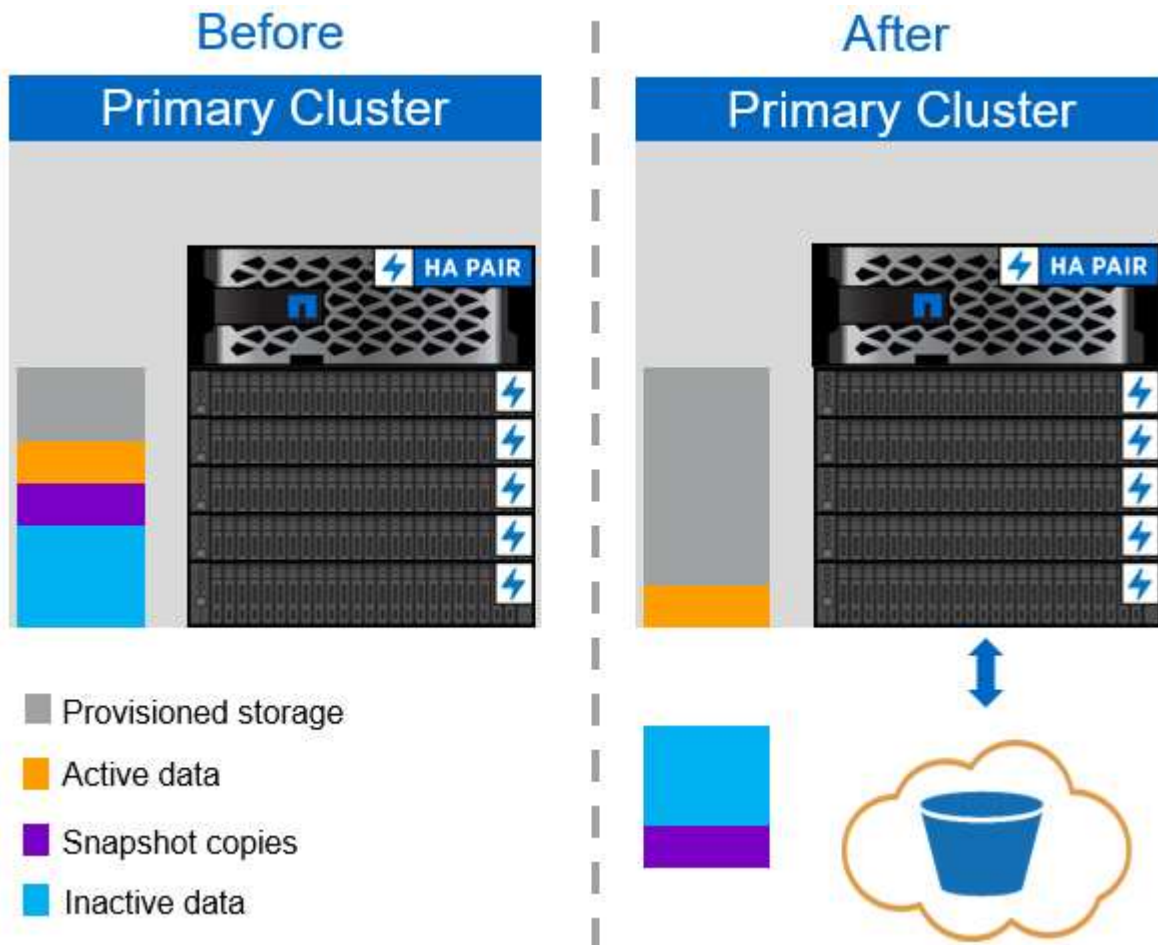 Before
After
Primary Cluster
Primary Cluster
HA PAIR
HA PAIR
Provisioned storage
Active data
Snapshot copies
Inactive data